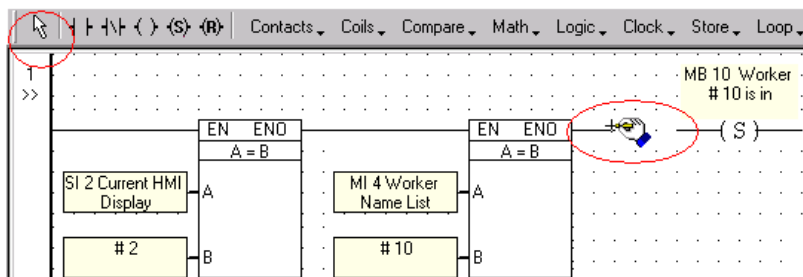 (S) (R) Contacts Coils Compare Math Logic Clock Store Loop
1
>>
MB 10 Worker
# 10 is in
EN ENO
EN ENO
( S )
A = B
A = B
SI 2 Current HMI
Display
A
MI 4 Worker
Name List
A
# 2
B
# 10
B